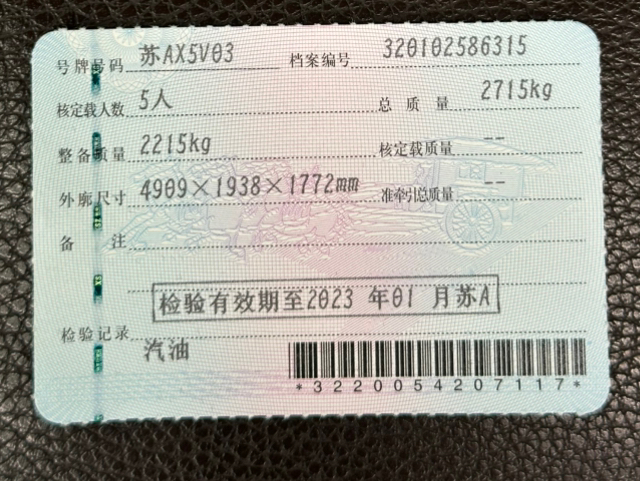 号牌号码 苏AX5V03 档案编号 320102586315
核定载人数 5人 总质量 2715kg
整备质量 2215kg 核定载质量 --
外廓尺寸 4909×1938×1772mm 准牵引总质量 --
备注
检验有效期至2023 年01 月苏A
检验记录
汽油
*3220054207117*